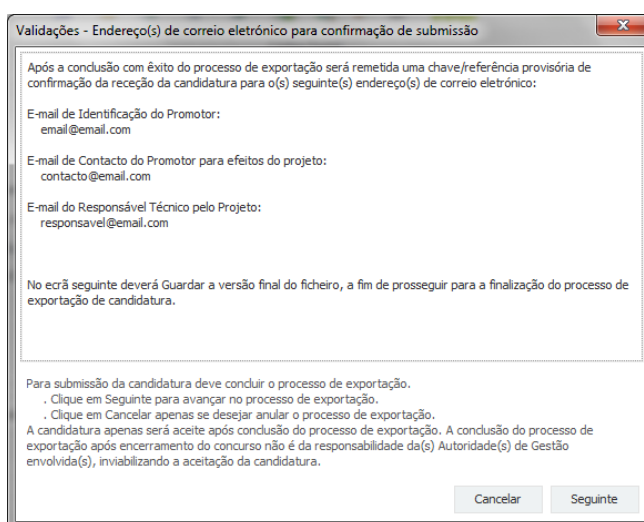 Validações - Endereço(s) de correio eletrónico para confirmação de submissão
Após a conclusão com êxito do processo de exportação será remetida uma chave/referência provisória de
confirmação da receção da candidatura para o(s) seguinte(s) endereço(s) de correio eletrónico:
E-mail de Identificação do Promotor:
email@email.com
E-mail de Contacto do Promotor para efeitos do projeto:
contacto@email.com
E-mail do Responsável Técnico pelo Projeto:
responsavel@email.com
No ecrã seguinte deverá Guardar a versão final do ficheiro, a fim de prosseguir para a finalização do processo de
exportação de candidatura.
Para submissão da candidatura deve concluir o processo de exportação.
. Clique em Seguinte para avançar no processo de exportação.
. Clique em Cancelar apenas se desejar anular o processo de exportação.
A candidatura apenas será aceite após conclusão do processo de exportação. A conclusão do processo de
exportação após encerramento do concurso não é da responsabilidade da(s) Autoridade(s) de Gestão
envolvida(s), inviabilizando a aceitação da candidatura.
Cancelar Seguinte